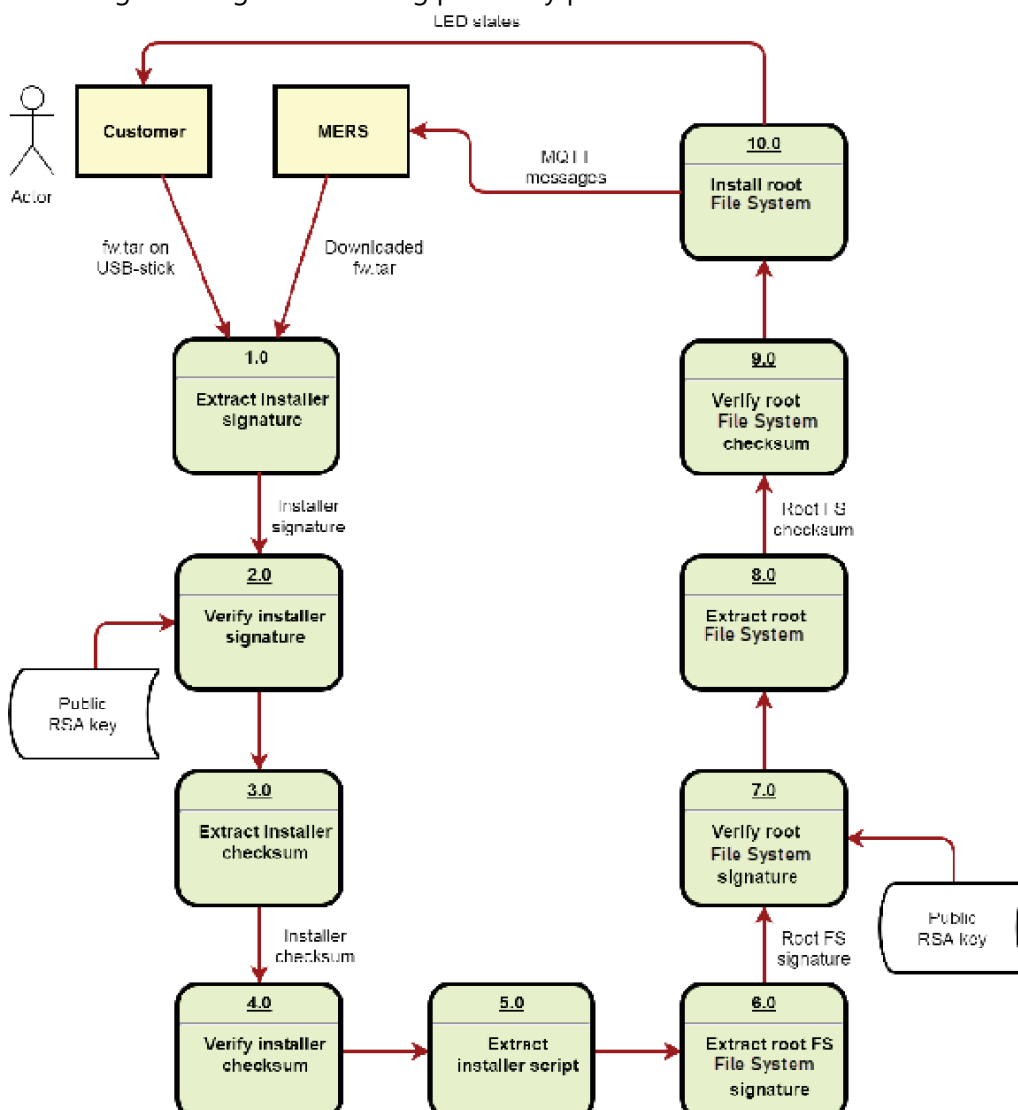 LED states
Customer
MERS
Actor
MQTT
messages
10.0
Install root
File System
fw.tar on
USB-stick
Downloaded
fw.tar
1.0
Extract Installer
signature
9.0
Verify root
File System
checksum
Installer
signature
Root FS
checksum
2.0
Verify installer
signature
8.0
Extract root
File System
Public
RSA key
3.0
Extract Installer
checksum
7.0
Verify root
File System
signature
Public
RSA key
Installer
checksum
Root FS
signature
4.0
Verify installer
checksum
5.0
Extract
installer script
6.0
Extract root FS
File System
signature